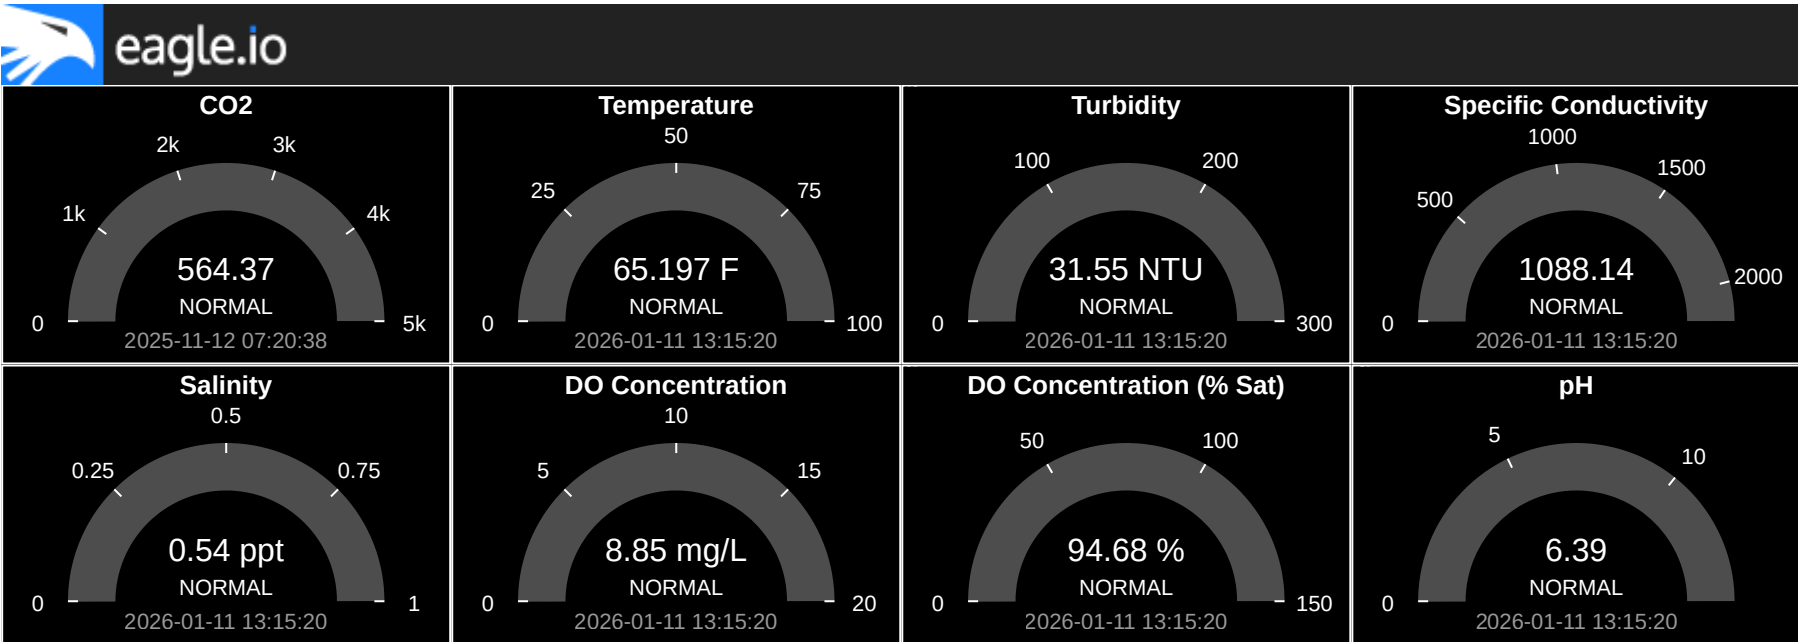 eagle.io
CO2
2k
3k
1k
4k
564.37
NORMAL
0
5k
2025-11-12 07:20:38
Temperature
50
25
75
65.197 F
NORMAL
0
100
2026-01-11 13:15:20
Turbidity
100
200
31.55 NTU
NORMAL
0
300
2026-01-11 13:15:20
Specific Conductivity
1000
1500
500
1088.14
2000
NORMAL
0
2026-01-11 13:15:20
Salinity
0.5
0.25
0.75
0.54 ppt
NORMAL
0
1
2026-01-11 13:15:20
DO Concentration
10
5
15
8.85 mg/L
NORMAL
0
20
2026-01-11 13:15:20
DO Concentration (% Sat)
50
100
94.68 %
NORMAL
0
150
2026-01-11 13:15:20
pH
5
10
6.39
NORMAL
0
2026-01-11 13:15:20